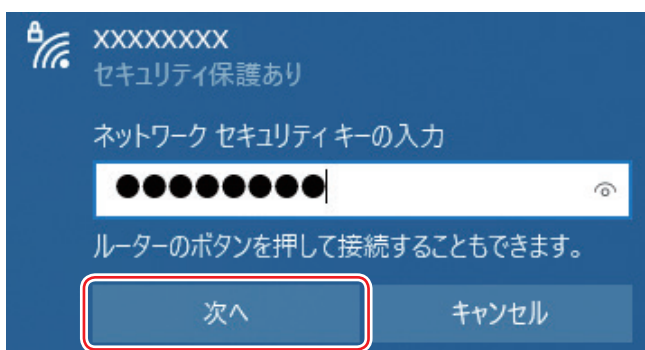 XXXXXXXX
セキュリティ保護あり
ネットワーク セキュリティ キーの入力
●●●●●●●●
ルーターのボタンを押して接続することもできます。
次へ
キャンセル